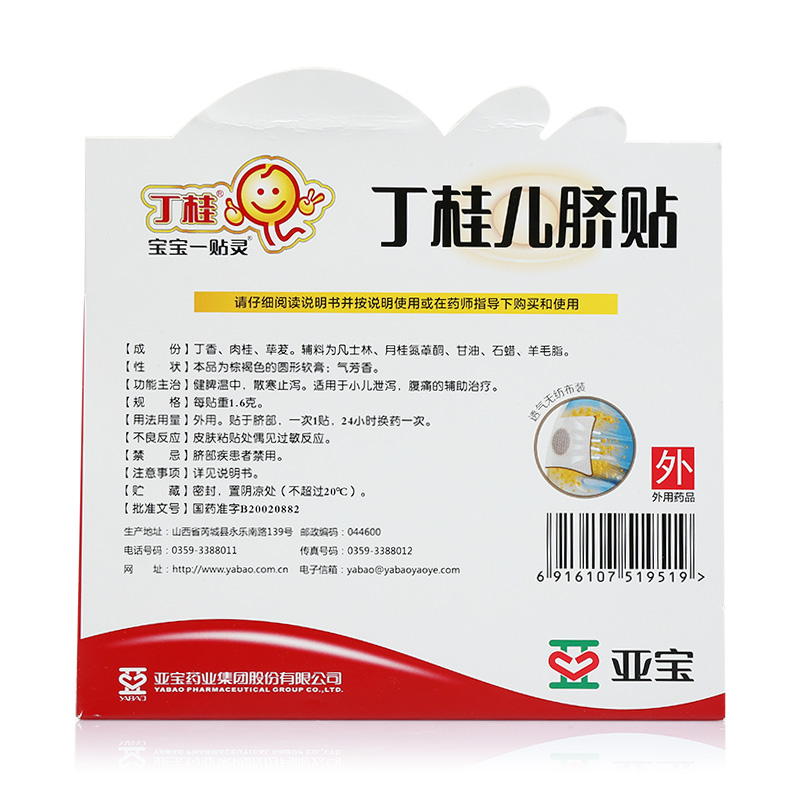 丁桂®
宝宝一贴灵
丁桂儿脐贴
请仔细阅读说明书并按说明使用或在药师指导下购买和使用
【成 份】丁香、肉桂、荜茇。辅料为凡士林、月桂氮䓬酮、甘油、石蜡、羊毛脂。
【性 状】本品为棕褐色的圆形软膏；气芳香。
【功能主治】健脾温中，散寒止泻。适用于小儿泄泻，腹痛的辅助治疗。
【规 格】每贴重1.6克。
【用法用量】外用。贴于脐部，一次1贴，24小时换药一次。
【不良反应】皮肤粘贴处偶见过敏反应。
【禁 忌】脐部疾患者禁用。
【注意事项】详见说明书。
【贮 藏】密封，置阴凉处（不超过20℃）。
【批准文号】国药准字B20020882
透气无纺布装
外
外用药品
生产地址：山西省芮城县永乐南路139号 邮政编码：044600
电话号码：0359-3388011 传真号码：0359-3388012
网 址：http://www.yabao.com.cn 电子信箱：yabao@yabaoyaoye.com
6 916107 519519 >
YABAO
亚宝药业集团股份有限公司
YABAO PHARMACEUTICAL GROUP CO.,LTD.
亚宝